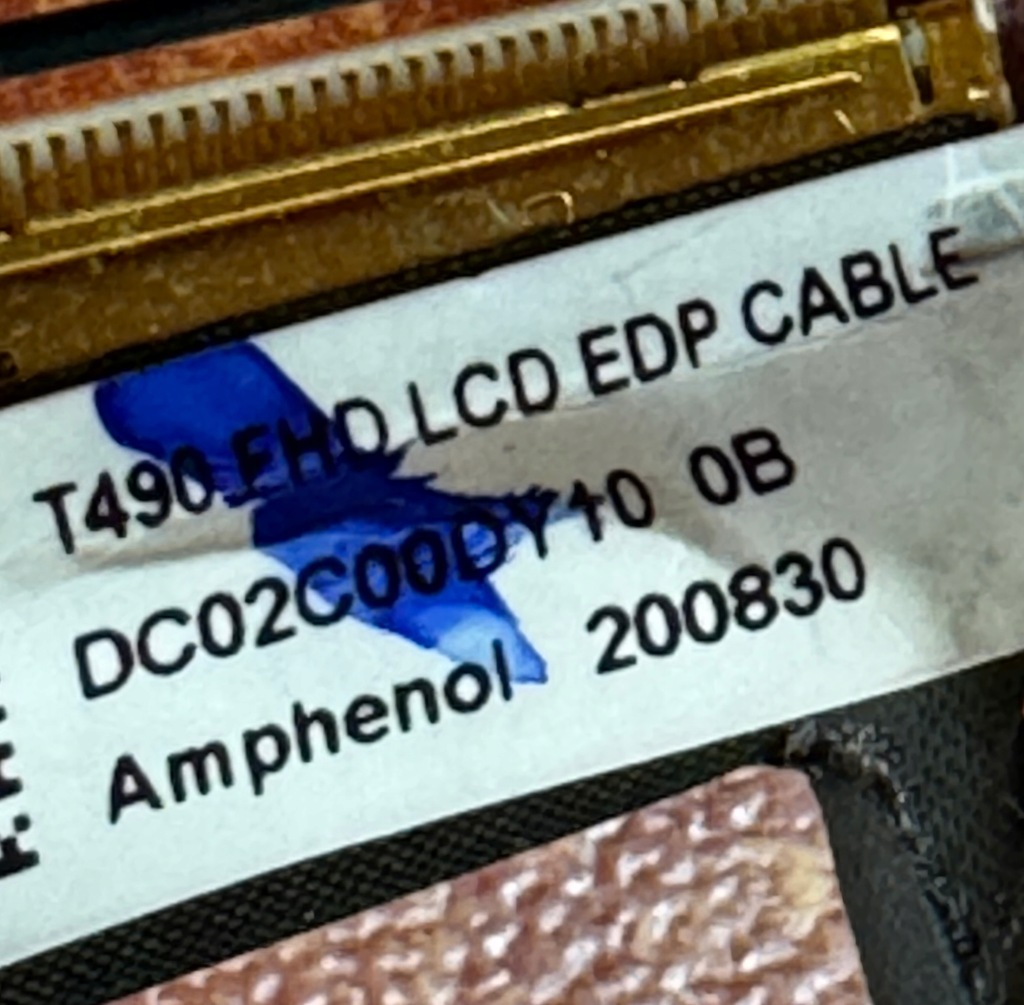 T490 FHD LCD EDP CABLE
DC02C00DY10 0B
Amphenol 200830